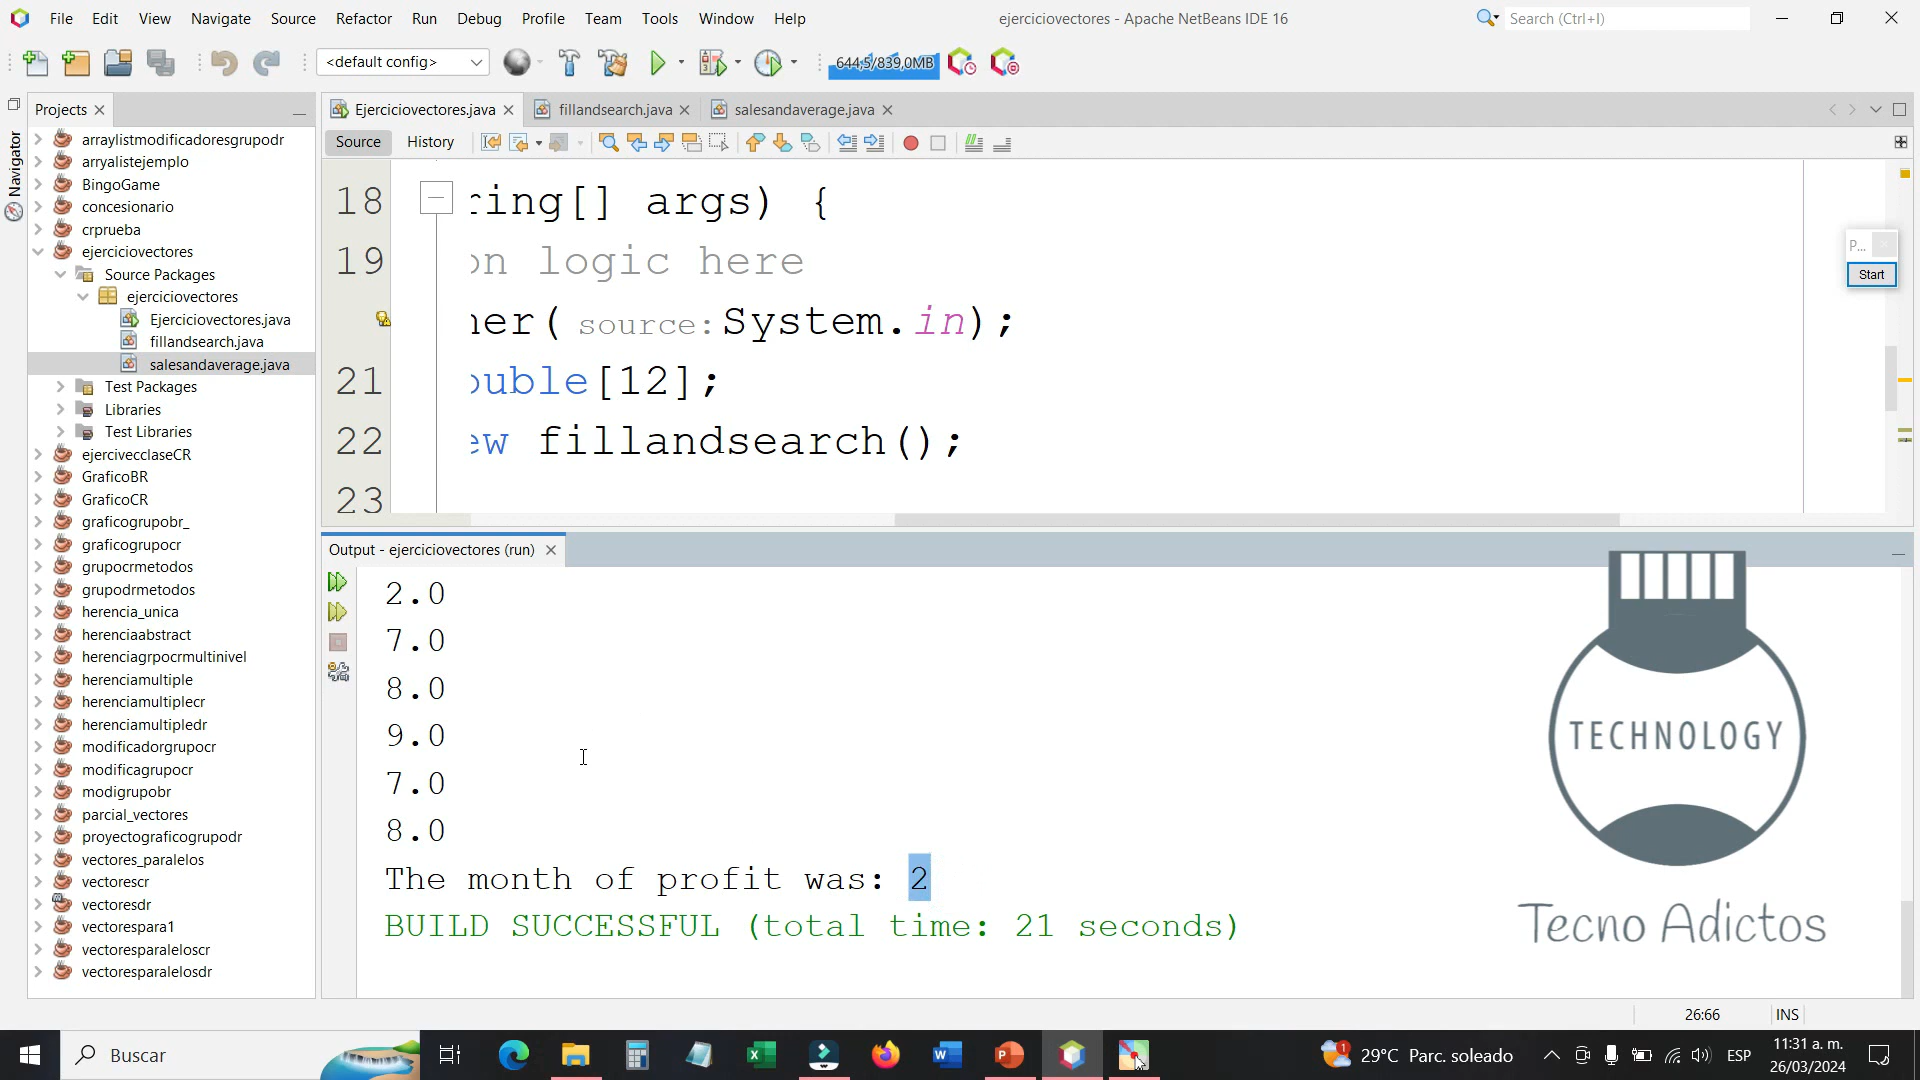 File Edit View Navigate Source Refactor Run Debug Profile Team Tools Window Help
ejerciciovectores - Apache NetBeans IDE 16
Search (Ctrl+I)
<default config>
644,5/839,0MB
Navigator
Projects
arraylistmodificadoresgrupodr
arryalistejemplo
BingoGame
concesionario
crprueba
ejerciciovectores
Source Packages
ejerciciovectores
Ejerciciovectores.java
fillandsearch.java
salesandaverage.java
Test Packages
Libraries
Test Libraries
ejercivecclaseCR
GraficoBR
GraficoCR
graficogrupobr_
graficogrupocr
grupocrmetodos
grupodrmetodos
herencia_unica
herenciaabstract
herenciagrpocrmultinivel
herenciamultiple
herenciamultiplecr
herenciamultipledr
modificadorgrupocr
modificagrupocr
modigrupobr
parcial_vectores
proyectograficogrupodr
vectores_paralelos
vectorescr
vectoresdr
vectorespara1
vectoresparaleloscr
vectoresparalelosdr
Ejerciciovectores.java fillandsearch.java salesandaverage.java
Source History
18 ring[] args) {
19 on logic here
ner( source: System.in);
21 ouble[12];
22 ew fillandsearch();
23
P...
Start
Output - ejerciciovectores (run)
2.0
7.0
8.0
9.0
7.0
8.0
The month of profit was: 2
BUILD SUCCESSFUL (total time: 21 seconds)
TECHNOLOGY
Tecno Adictos
26:66 INS
Buscar
1
29°C Parc. soleado
ESP
11:31 a. m.
26/03/2024